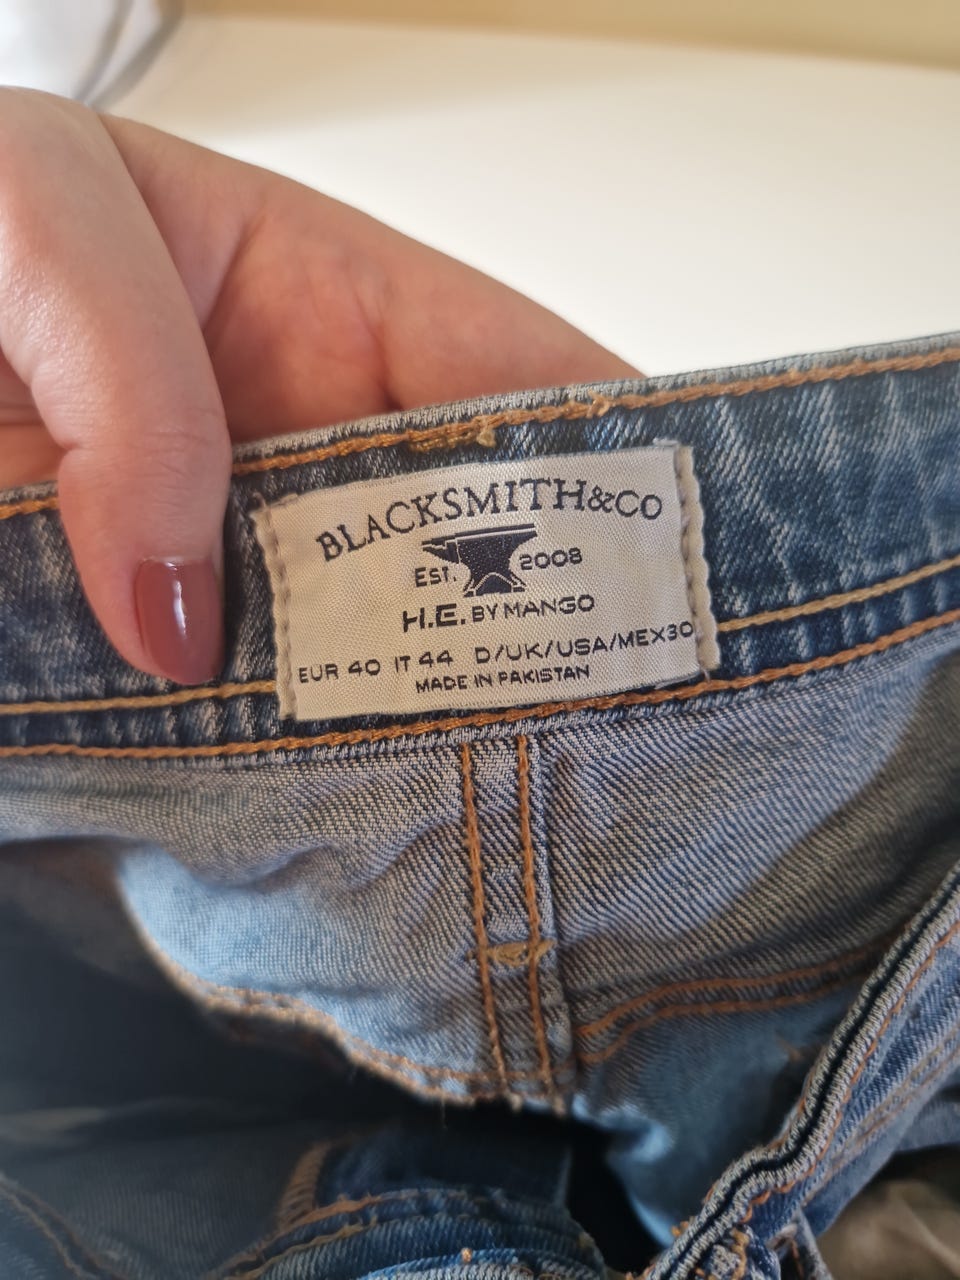 BLACKSMITH&CO
EST. 2008
H.E. BY MANGO
EUR 40 IT 44 D/UK/USA/MEX30
MADE IN PAKISTAN